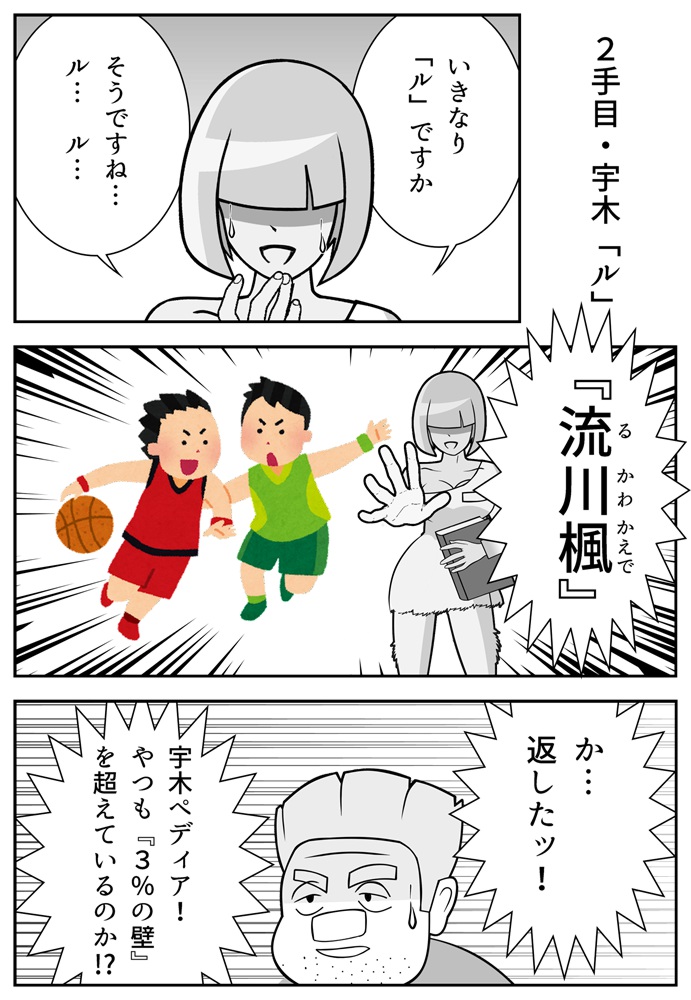 2手目・宇木「ル」
いきなり
「ル」ですか
そうですね…
ル… ル…
『流川楓』
る かわ かえで
か…
返したッ！
宇木ペディア！
やつも『3％の壁』
を超えているのか!?